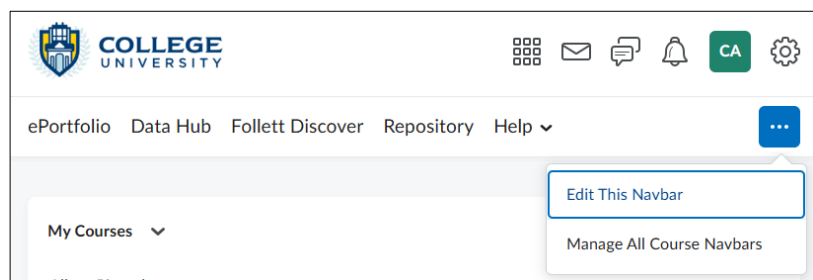 COLLEGE
UNIVERSITY
CA
ePortfolio Data Hub Follett Discover Repository Help
Edit This Navbar
Manage All Course Navbars
My Courses